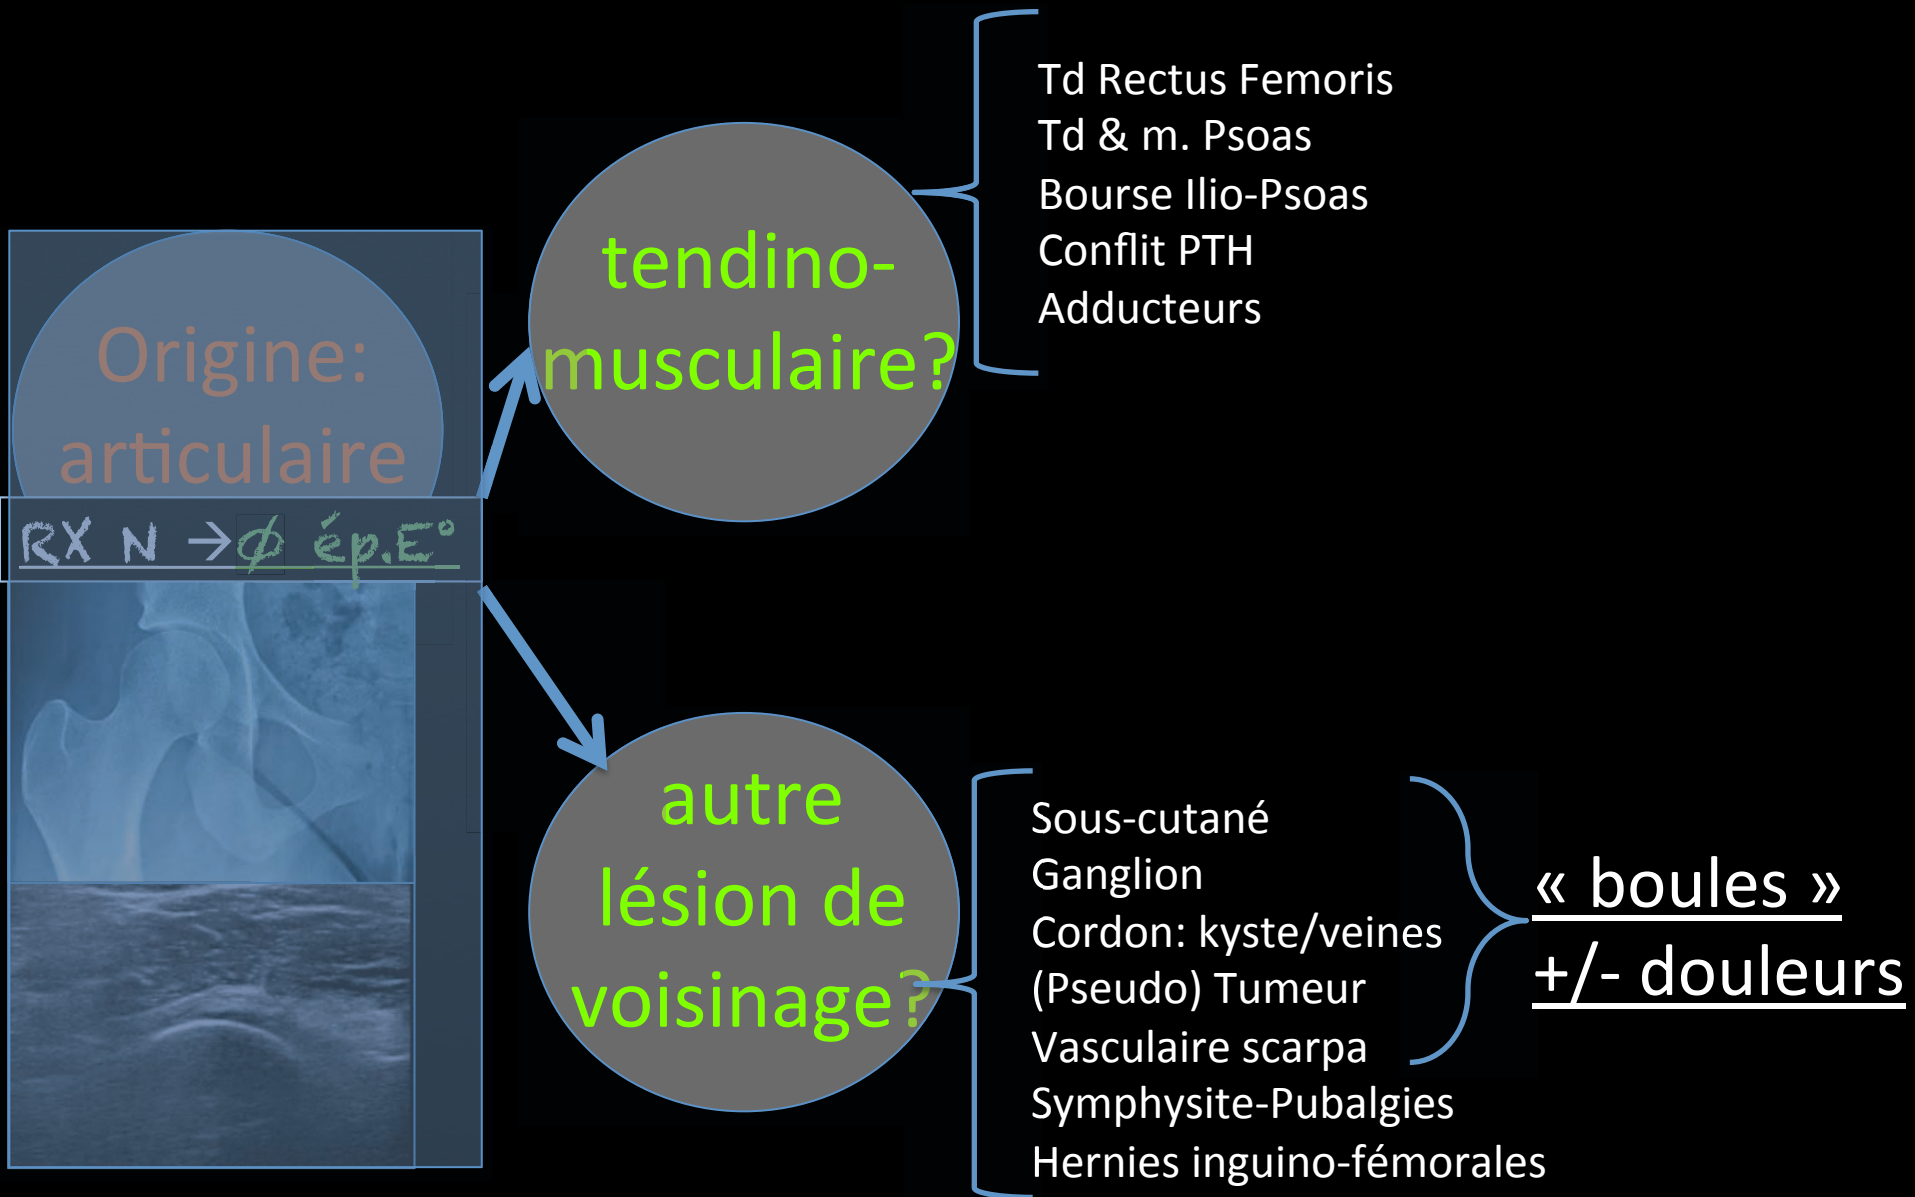 Origine:
articulaire
RX N →Ø ép.E°
tendino-
musculaire?
Td Rectus Femoris
Td & m. Psoas
Bourse Ilio-Psoas
Conflit PTH
Adducteurs
autre
lésion de
voisinage?
Sous-cutané
Ganglion
Cordon: kyste/veines
(Pseudo) Tumeur
Vasculaire scarpa
Symphysite-Pubalgies
Hernies inguino-fémorales
« boules »
+/- douleurs